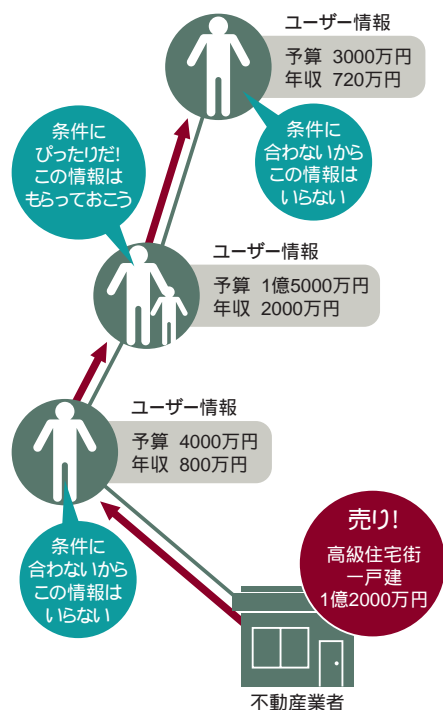 ユーザー情報
予算 3000万円
年収 720万円
条件に
合わないから
この情報は
いらない
条件に
ぴったりだ!
この情報は
もらっておこう
ユーザー情報
予算 1億5000万円
年収 2000万円
ユーザー情報
予算 4000万円
年収 800万円
条件に
合わないから
この情報は
いらない
売り!
高級住宅街
一戸建
1億2000万円
不動産業者